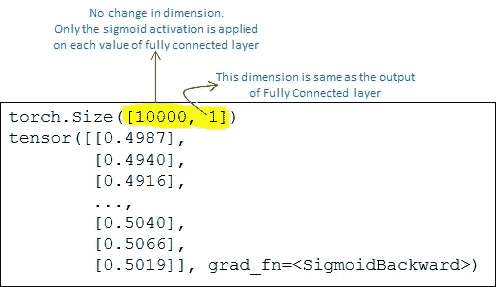 No change in dimension.
Only the sigmoid activation is applied
on each value of fully connected layer
This dimension is same as the output
of Fully Connected layer
torch.Size([10000, 1])
tensor([[0.4987],
[0.4940],
[0.4916],
...,
[0.5040],
[0.5066],
[0.5019]], grad_fn=<SigmoidBackward>)